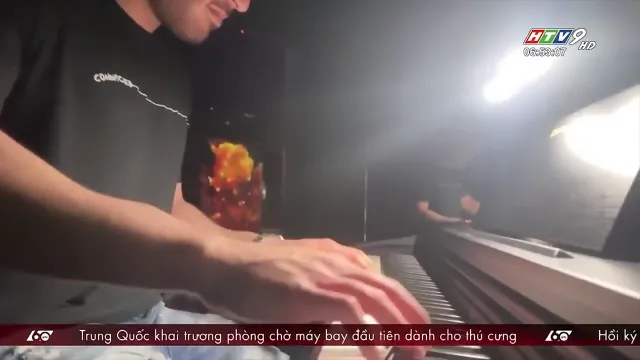 HTV9 HD
06:53:07
CONNECTED
Trung Quốc khai trương phòng chờ máy bay đầu tiên dành cho thú cưng
Hồi ký